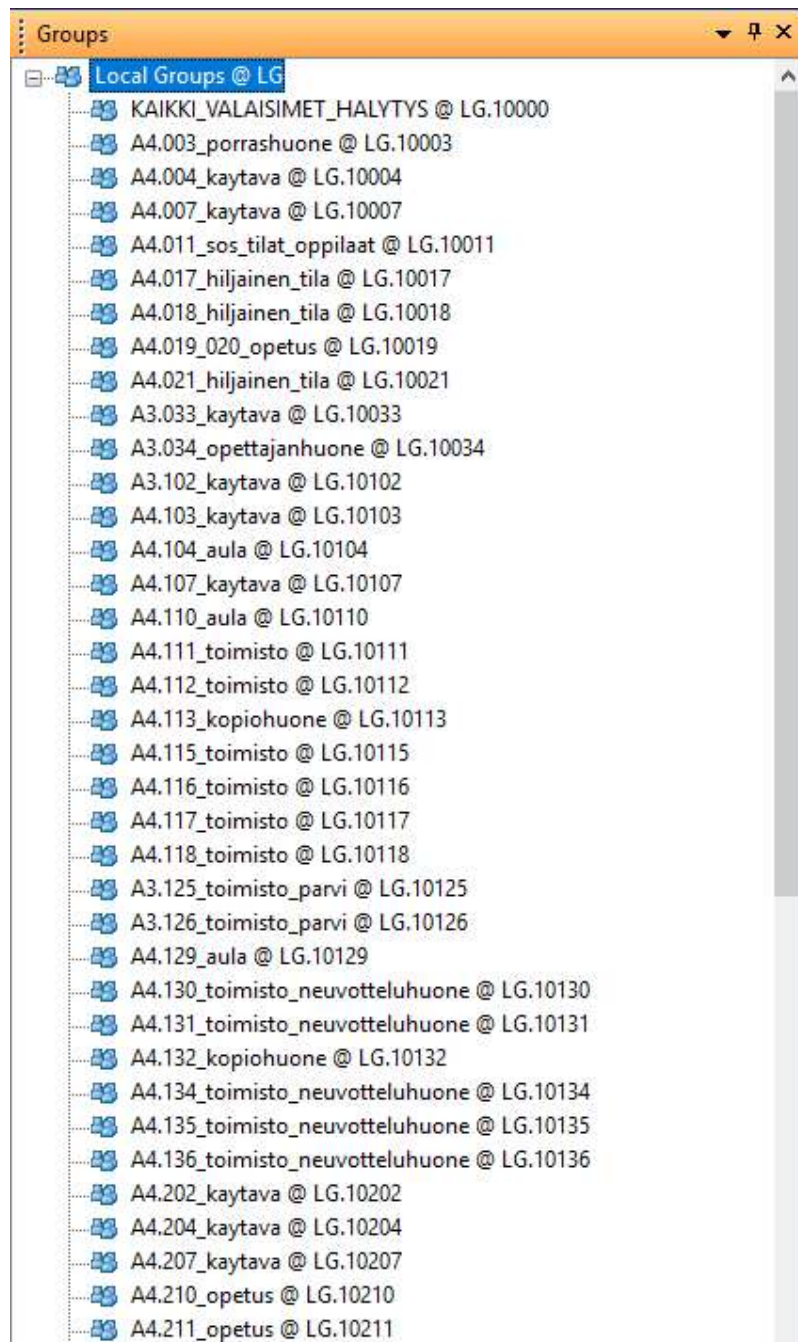 Groups
Local Groups @ LG
KAIKKI_VALAISIMET_HALYTYS @ LG.10000
A4.003_porrashuone @ LG.10003
A4.004_kaytava @ LG.10004
A4.007_kaytava @ LG.10007
A4.011_sos_tilat_oppilaat @ LG.10011
A4.017_hiljainen_tila @ LG.10017
A4.018_hiljainen_tila @ LG.10018
A4.019_020_opetus @ LG.10019
A4.021_hiljainen_tila @ LG.10021
A3.033_kaytava @ LG.10033
A3.034_opettajanhuone @ LG.10034
A3.102_kaytava @ LG.10102
A4.103_kaytava @ LG.10103
A4.104_aula @ LG.10104
A4.107_kaytava @ LG.10107
A4.110_aula @ LG.10110
A4.111_toimisto @ LG.10111
A4.112_toimisto @ LG.10112
A4.113_kopiohuone @ LG.10113
A4.115_toimisto @ LG.10115
A4.116_toimisto @ LG.10116
A4.117_toimisto @ LG.10117
A4.118_toimisto @ LG.10118
A3.125_toimisto_parvi @ LG.10125
A3.126_toimisto_parvi @ LG.10126
A4.129_aula @ LG.10129
A4.130_toimisto_neuvotteluhuone @ LG.10130
A4.131_toimisto_neuvotteluhuone @ LG.10131
A4.132_kopiohuone @ LG.10132
A4.134_toimisto_neuvotteluhuone @ LG.10134
A4.135_toimisto_neuvotteluhuone @ LG.10135
A4.136_toimisto_neuvotteluhuone @ LG.10136
A4.202_kaytava @ LG.10202
A4.204_kaytava @ LG.10204
A4.207_kaytava @ LG.10207
A4.210_opetus @ LG.10210
A4.211_opetus @ LG.10211